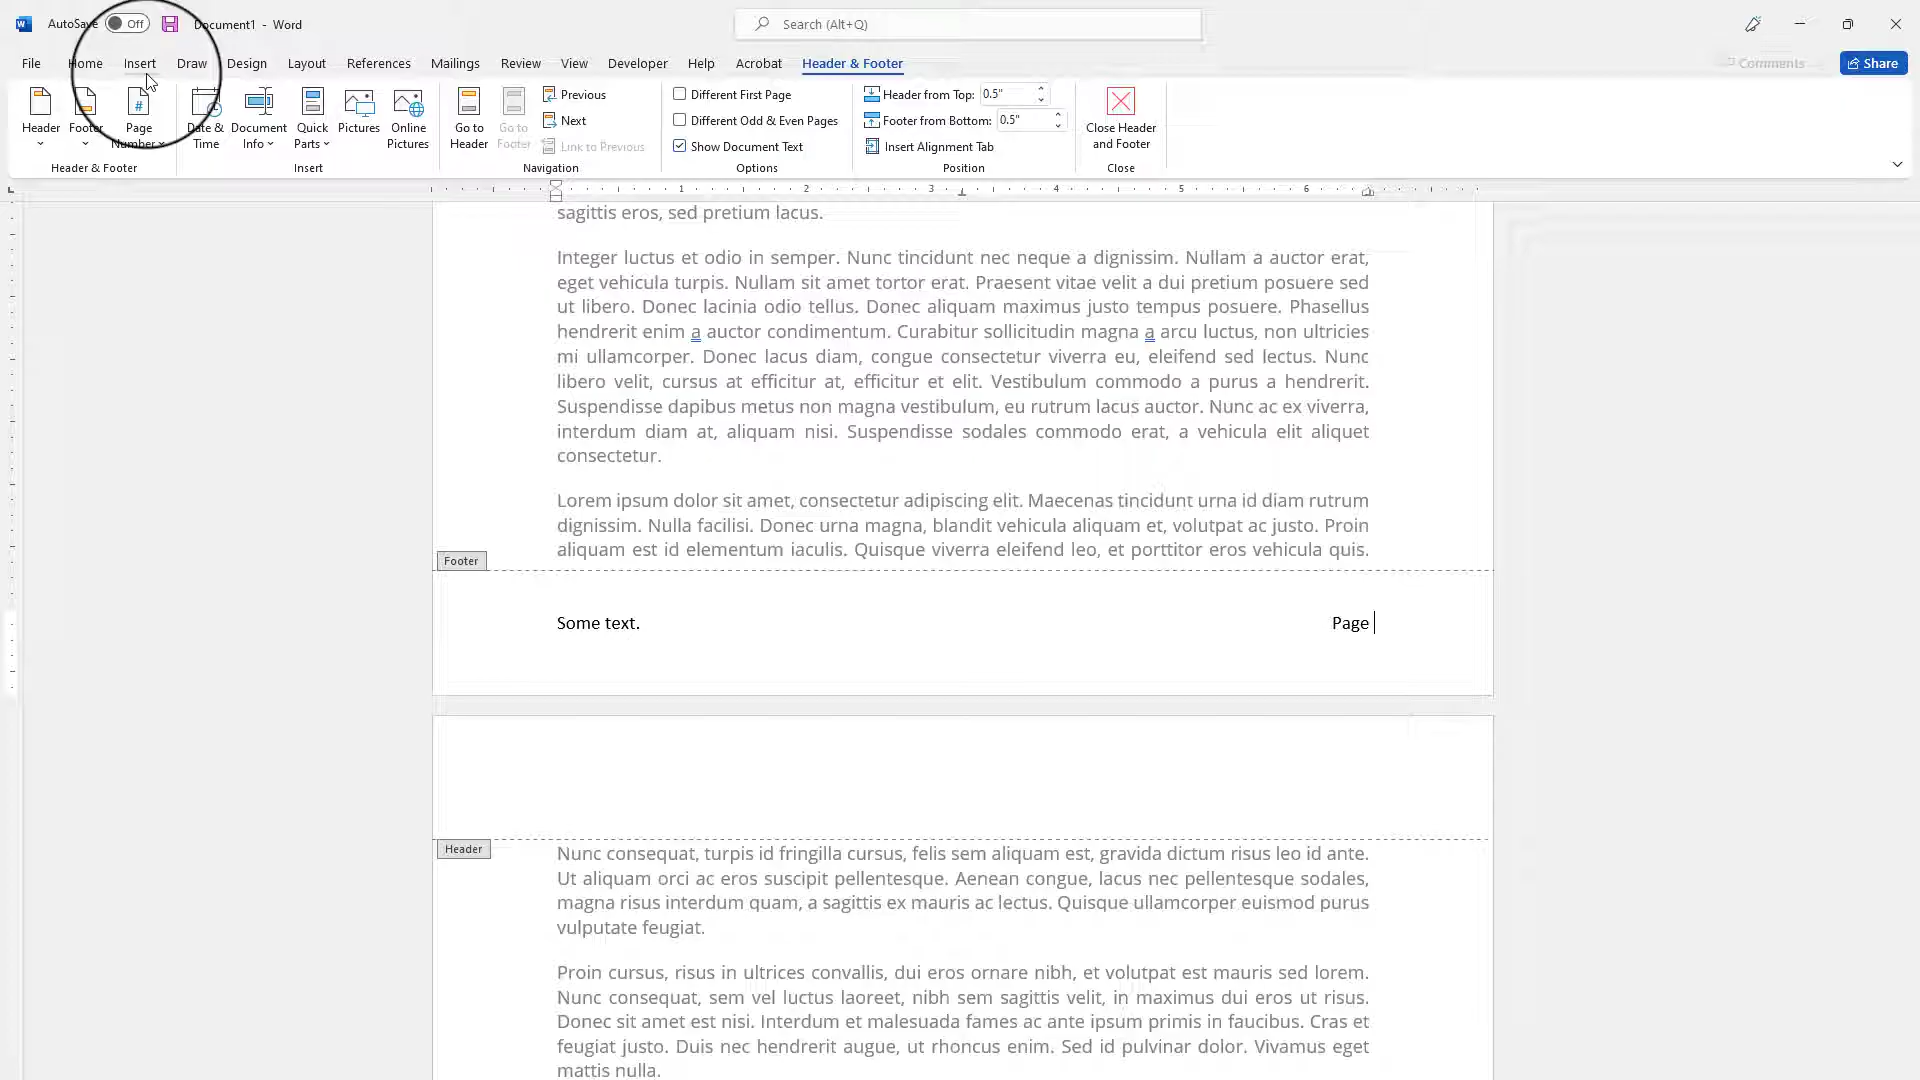 AutoSave Off Document1 - Word Search (Alt+Q)
File Home Insert Draw Design Layout References Mailings Review View Developer Help Acrobat Header & Footer Comments Share
Header Footer Page Number
Header & Footer
Date & Time Document Info Quick Parts Pictures Online Pictures
Insert
Go to Header Go to Footer Previous Next Link to Previous
Navigation
Different First Page
Different Odd & Even Pages
Show Document Text
Options
Header from Top: 0.5"
Footer from Bottom: 0.5"
Insert Alignment Tab
Position
Close Header and Footer
Close
1 2 3 4 5 6
sagittis eros, sed pretium lacus.
Integer luctus et odio in semper. Nunc tincidunt nec neque a dignissim. Nullam a auctor erat,
eget vehicula turpis. Nullam sit amet tortor erat. Praesent vitae velit a dui pretium posuere sed
ut libero. Donec lacinia odio tellus. Donec aliquam maximus justo tempus posuere. Phasellus
hendrerit enim a auctor condimentum. Curabitur sollicitudin magna a arcu luctus, non ultricies
mi ullamcorper. Donec lacus diam, congue consectetur viverra eu, eleifend sed lectus. Nunc
libero velit, cursus at efficitur at, efficitur et elit. Vestibulum commodo a purus a hendrerit.
Suspendisse dapibus metus non magna vestibulum, eu rutrum lacus auctor. Nunc ac ex viverra,
interdum diam at, aliquam nisi. Suspendisse sodales commodo erat, a vehicula elit aliquet
consectetur.
Lorem ipsum dolor sit amet, consectetur adipiscing elit. Maecenas tincidunt urna id diam rutrum
dignissim. Nulla facilisi. Donec urna magna, blandit vehicula aliquam et, volutpat ac justo. Proin
aliquam est id elementum iaculis. Quisque viverra eleifend leo, et porttitor eros vehicula quis.
Footer
Some text. Page
Header
Nunc consequat, turpis id fringilla cursus, felis sem aliquam est, gravida dictum risus leo id ante.
Ut aliquam orci ac eros suscipit pellentesque. Aenean congue, lacus nec pellentesque sodales,
magna risus interdum quam, a sagittis ex mauris ac lectus. Quisque ullamcorper euismod purus
vulputate feugiat.
Proin cursus, risus in ultrices convallis, dui eros ornare nibh, et volutpat est mauris sed lorem.
Nunc consequat, sem vel luctus laoreet, nibh sem sagittis velit, in maximus dui eros ut risus.
Donec sit amet est nisi. Interdum et malesuada fames ac ante ipsum primis in faucibus. Cras et
feugiat justo. Duis nec hendrerit augue, ut rhoncus enim. Sed id pulvinar dolor. Vivamus eget
mattis nulla.